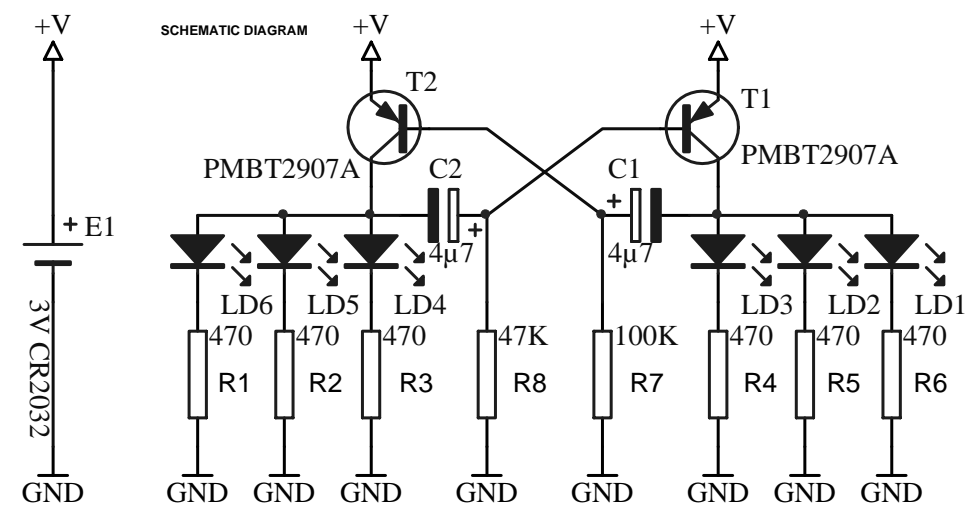 +V
SCHEMATIC DIAGRAM
+V
+V
T2
T1
PMBT2907A
PMBT2907A
C2
C1
+ E1
+
+
4µ7
4µ7
LD6
LD5
LD4
LD3
LD2
LD1
3V CR2032
470
470
470
47K
100K
470
470
470
R1
R2
R3
R8
R7
R4
R5
R6
GND
GND
GND
GND
GND
GND
GND
GND
GND